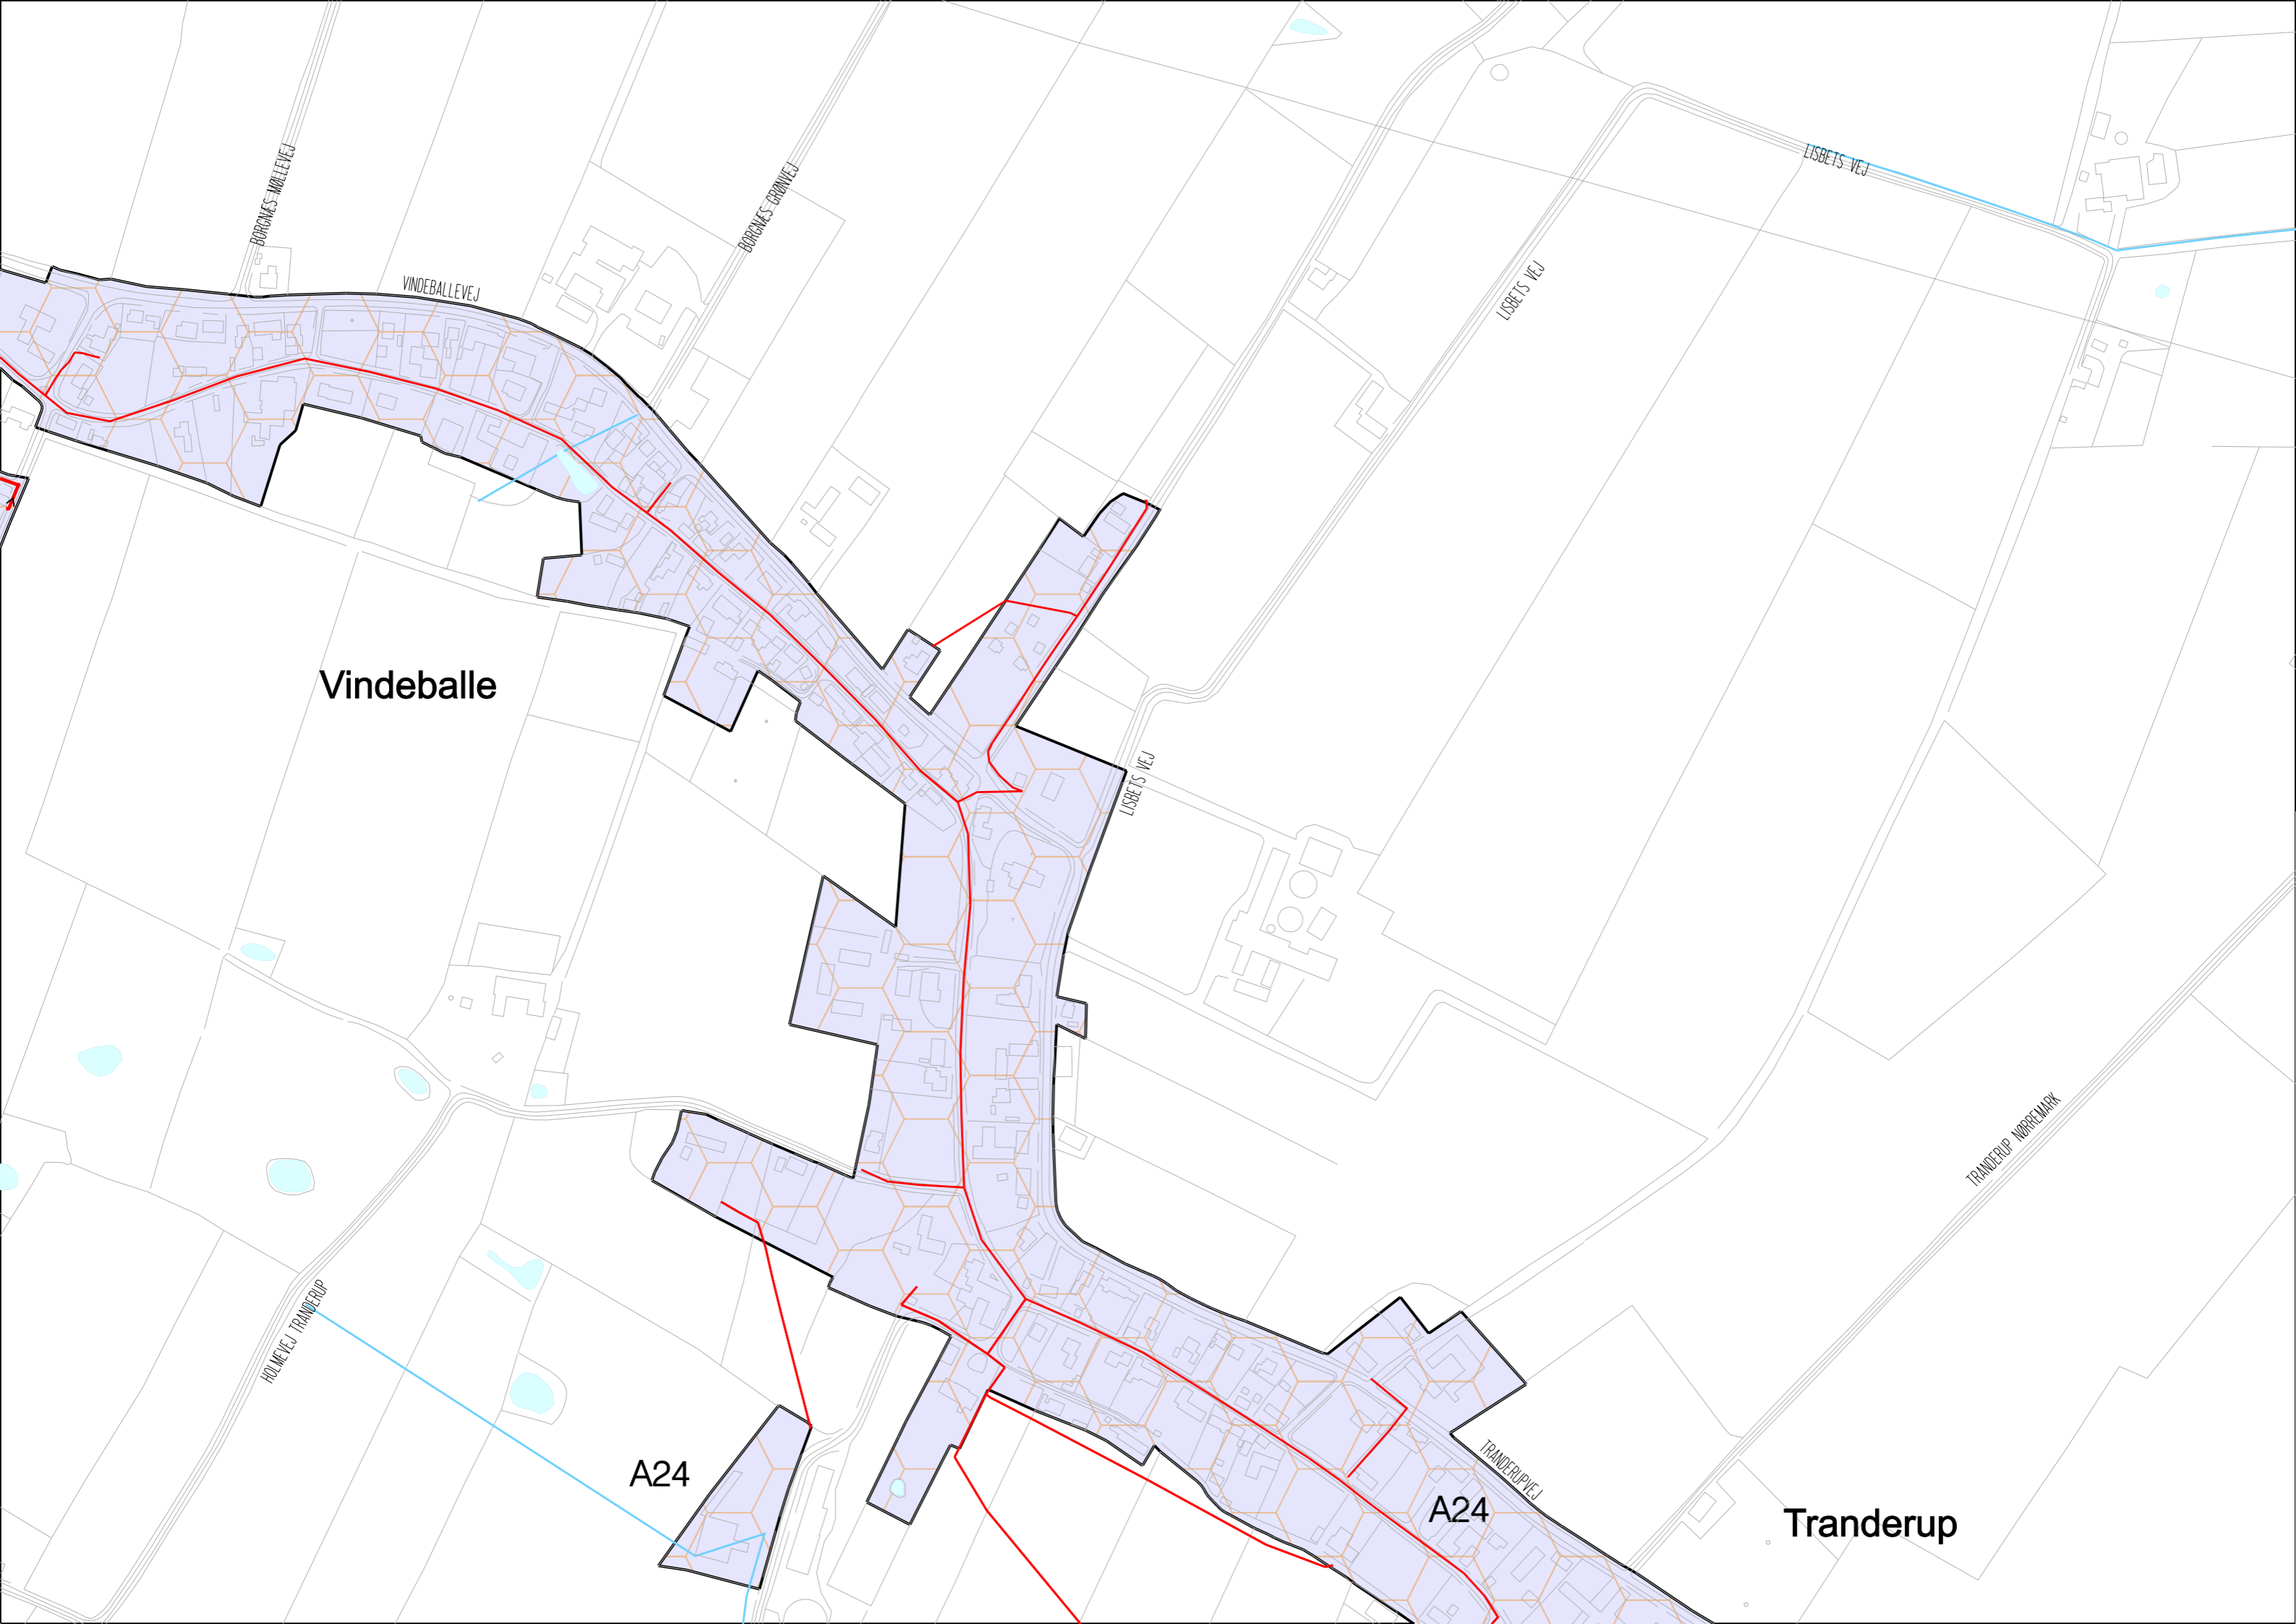 LISBETS VEJ
BORGNÆS MØLLEVEJ
BORGNÆS GRØNVEJ
VINDEBALLEVEJ
LISBETS VEJ
Vindeballe
LISBETS VEJ
TRANDERUP NØRREMARK
HOLMEVEJ TRANDERUP
A24
TRANDERUPVEJ
A24
Tranderup